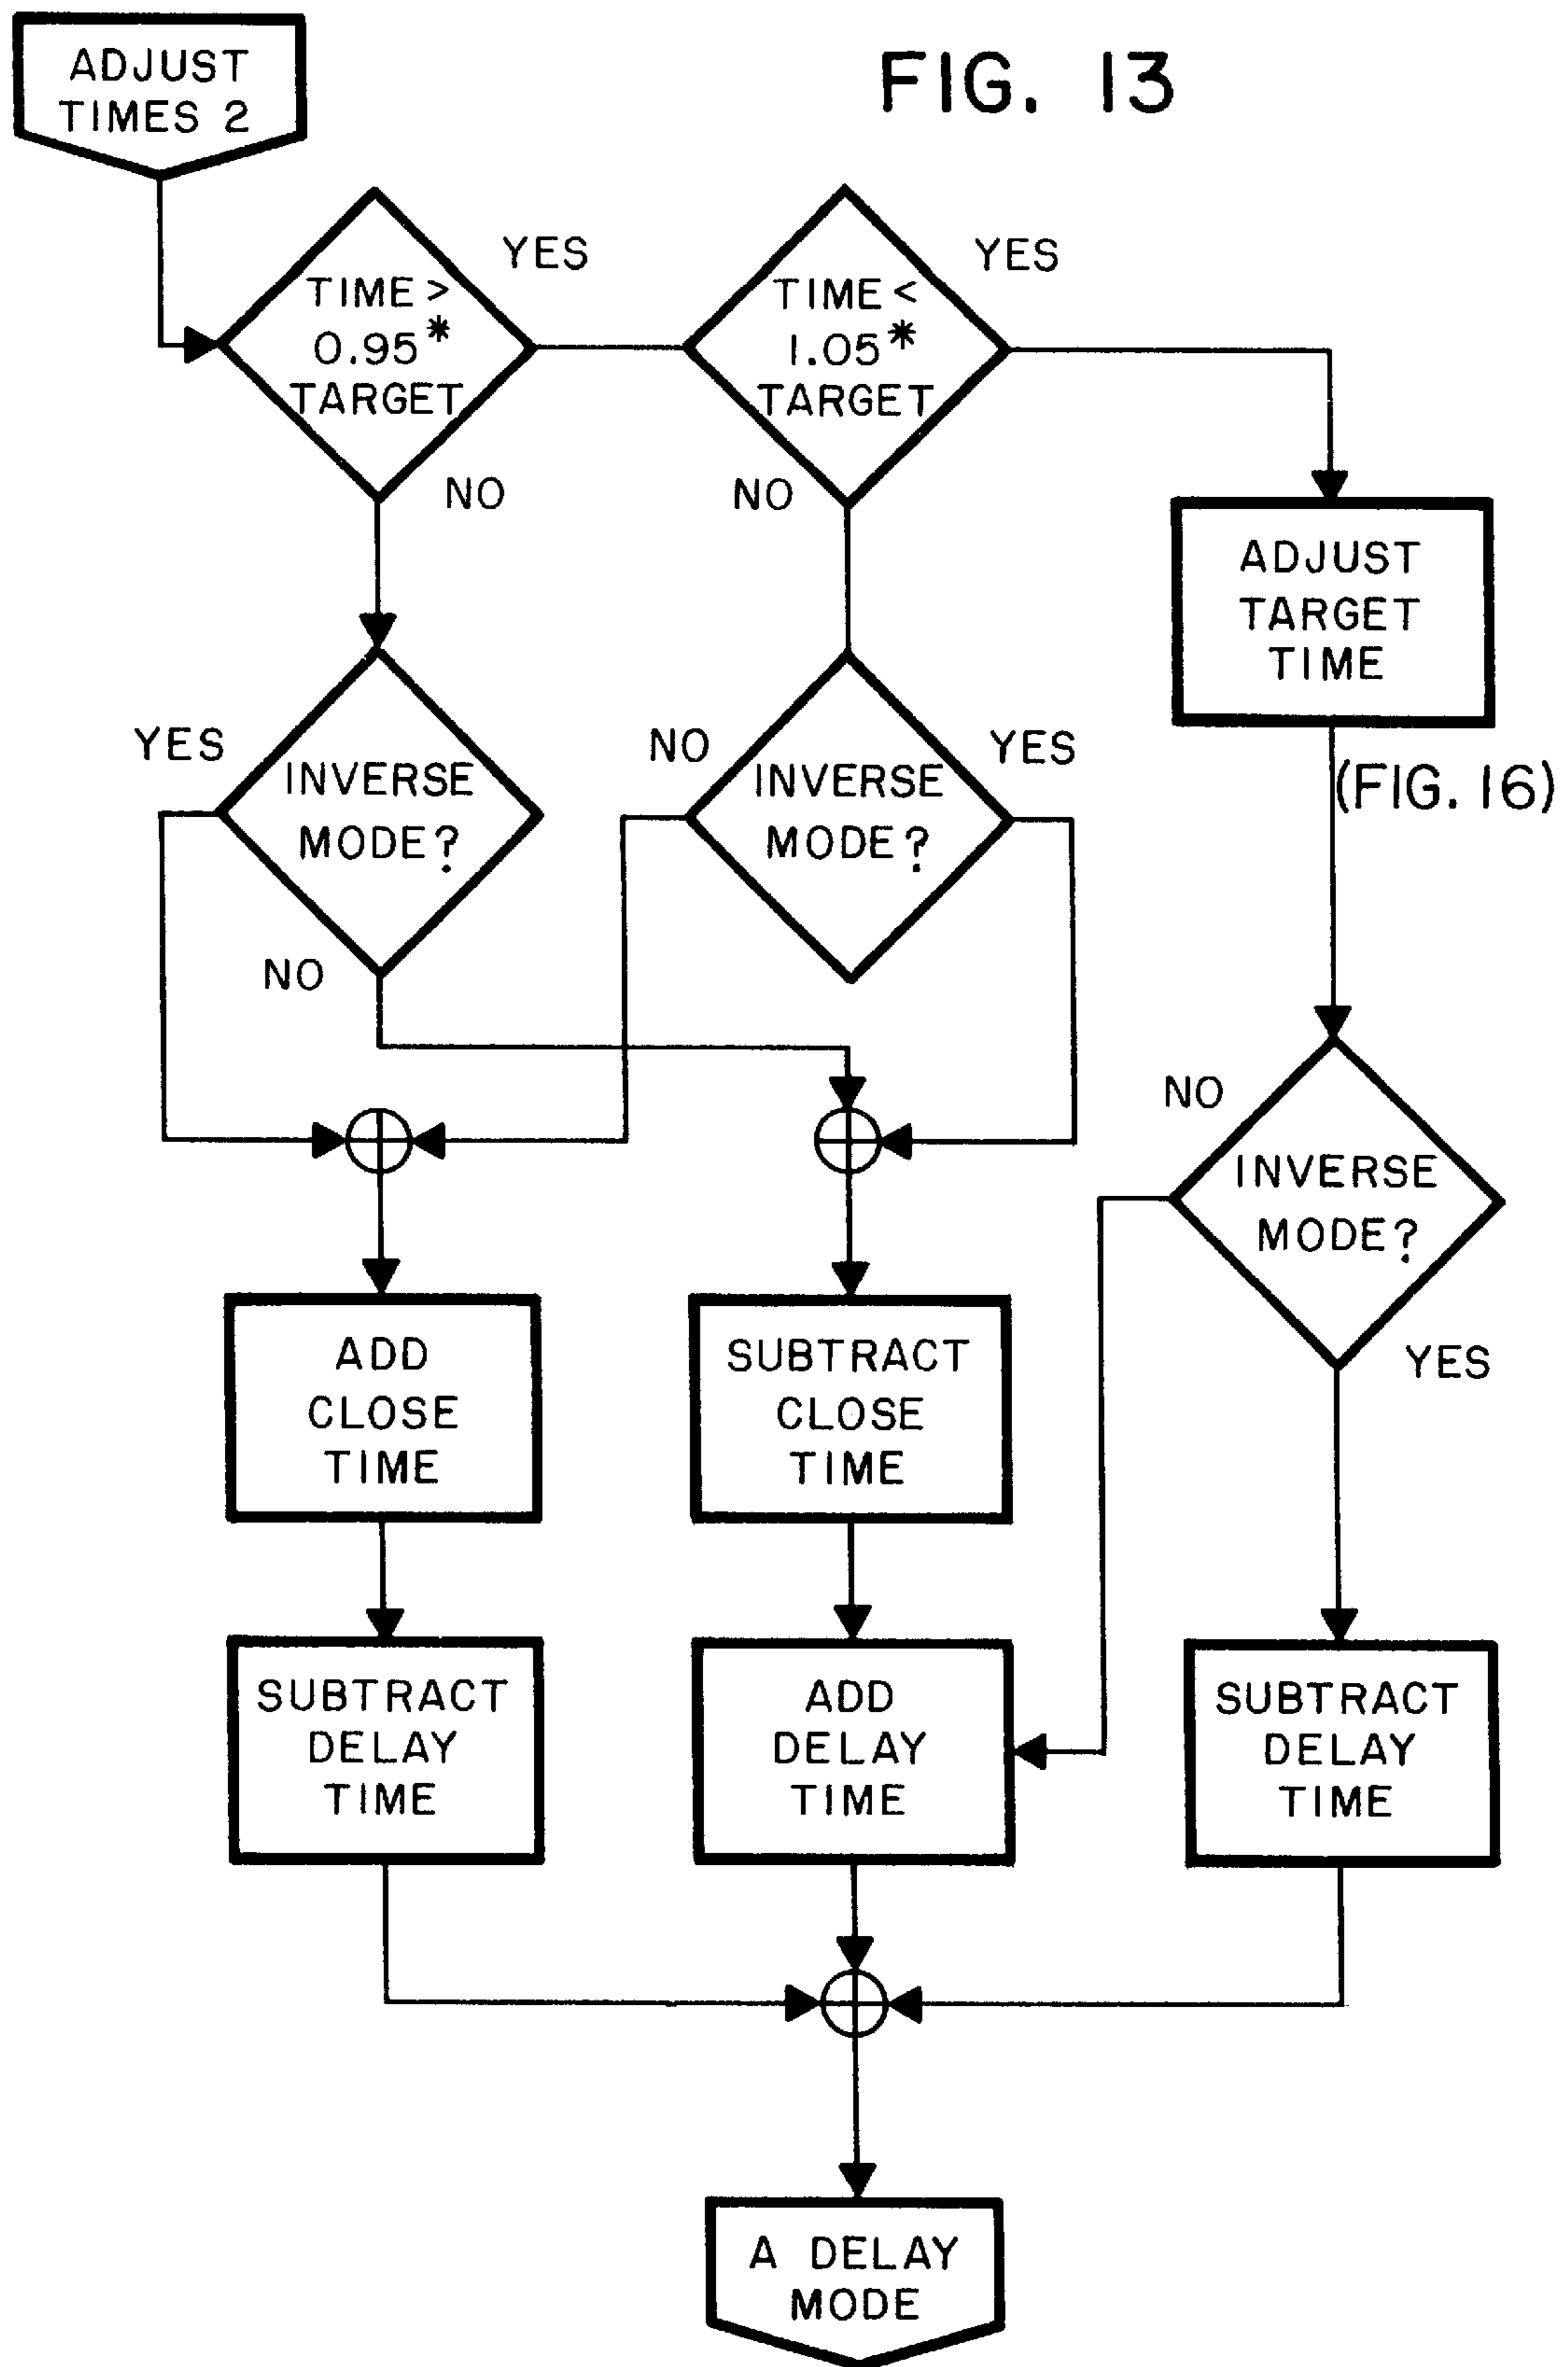 FIG. 13
ADJUST
TIMES 2
TIME >
0.95*
TARGET
YES
NO
TIME <
1.05*
TARGET
YES
NO
ADJUST
TARGET
TIME
(FIG. 16)
YES
INVERSE
MODE?
NO
NO
INVERSE
MODE?
YES
NO
INVERSE
MODE?
YES
ADD
CLOSE
TIME
SUBTRACT
CLOSE
TIME
SUBTRACT
DELAY
TIME
ADD
DELAY
TIME
SUBTRACT
DELAY
TIME
A DELAY
MODE